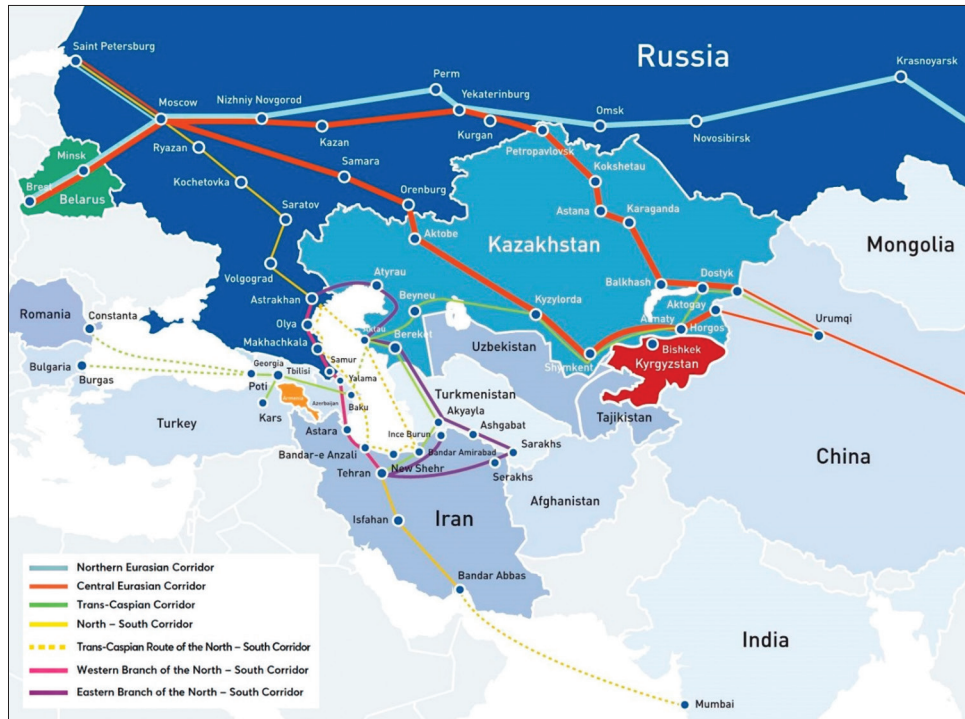 Saint Petersburg
Russia
Krasnoyarsk
Perm
Moscow
Nizhniy Novgorod
Yekaterinburg
Omsk
Novosibirsk
Kurgan
Kazan
Ryazan
Minsk
Petropavlovsk
Samara
Kokshetau
Brest
Belarus
Kochetovka
Orenburg
Astana
Karaganda
Saratov
Aktobe
Kazakhstan
Mongolia
Volgograd
Atyrau
Balkhash
Dostyk
Astrakhan
Beyneu
Kyzylorda
Aktogay
Urumqi
Romania
Constanta
Olya
Aktau
Almaty
Horgos
Makhachkala
Bereket
Uzbekistan
Bishkek
Samur
Shymkent
Kyrgyzstan
Bulgaria
Georgia
Tbilisi
Yalama
Burgas
Poti
Turkmenistan
Armenia
Azerbaijan
Baku
Kars
Akyayla
Tajikistan
Turkey
Astara
Ince Burun
Ashgabat
Bandar-e Anzali
Bandar Amirabad
Sarakhs
China
Tehran
New Shehr
Serakhs
Afghanistan
Isfahan
Iran
Northern Eurasian Corridor
Bandar Abbas
Central Eurasian Corridor
Trans-Caspian Corridor
North – South Corridor
India
Trans-Caspian Route of the North – South Corridor
Western Branch of the North – South Corridor
Eastern Branch of the North – South Corridor
Mumbai